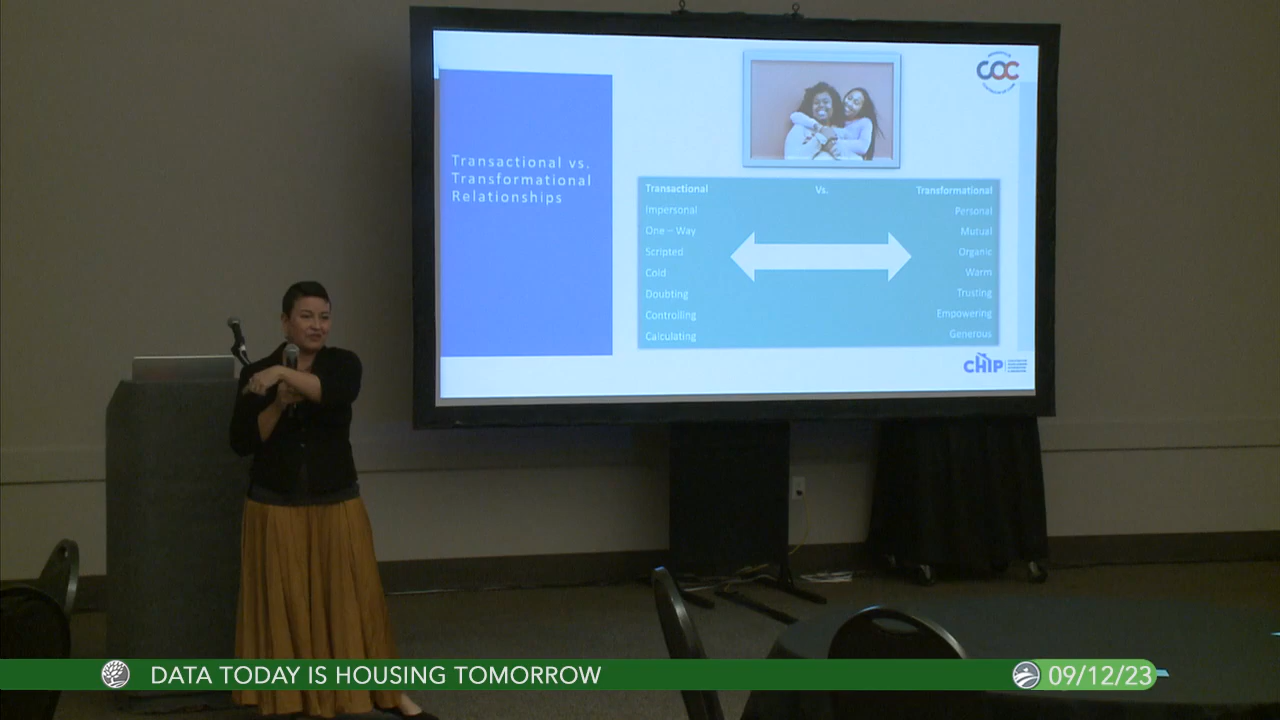 Transactional vs.
Transformational
Relationships
COC
Transactional Vs. Transformational
Impersonal Personal
One – Way Mutual
Scripted Organic
Cold Warm
Doubting Trusting
Controlling Empowering
Calculating Generous
CHIP
DATA TODAY IS HOUSING TOMORROW
09/12/23